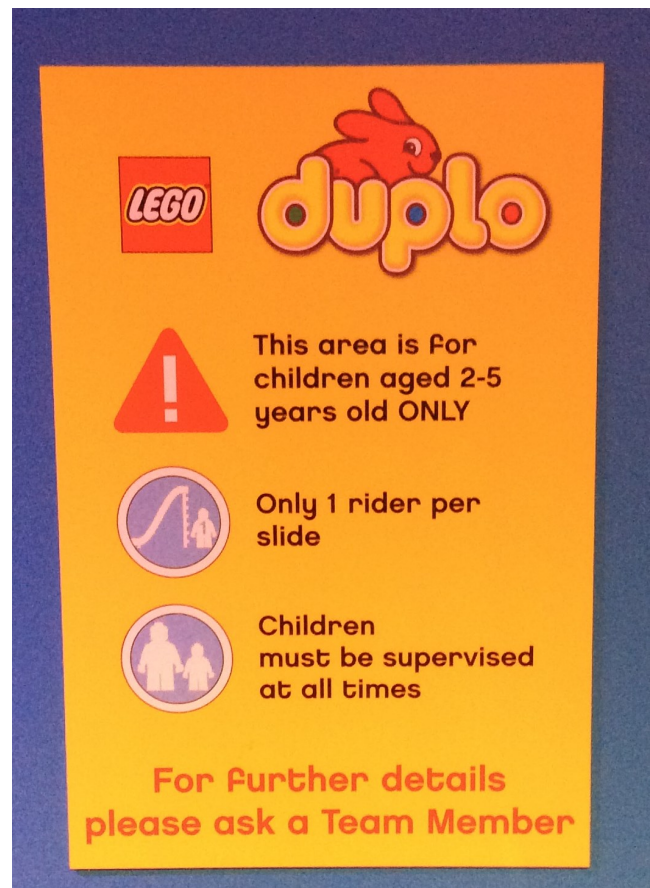 LEGO duplo
This area is for
children aged 2-5
years old ONLY
Only 1 rider per
slide
Children
must be supervised
at all times
For further details
please ask a Team Member